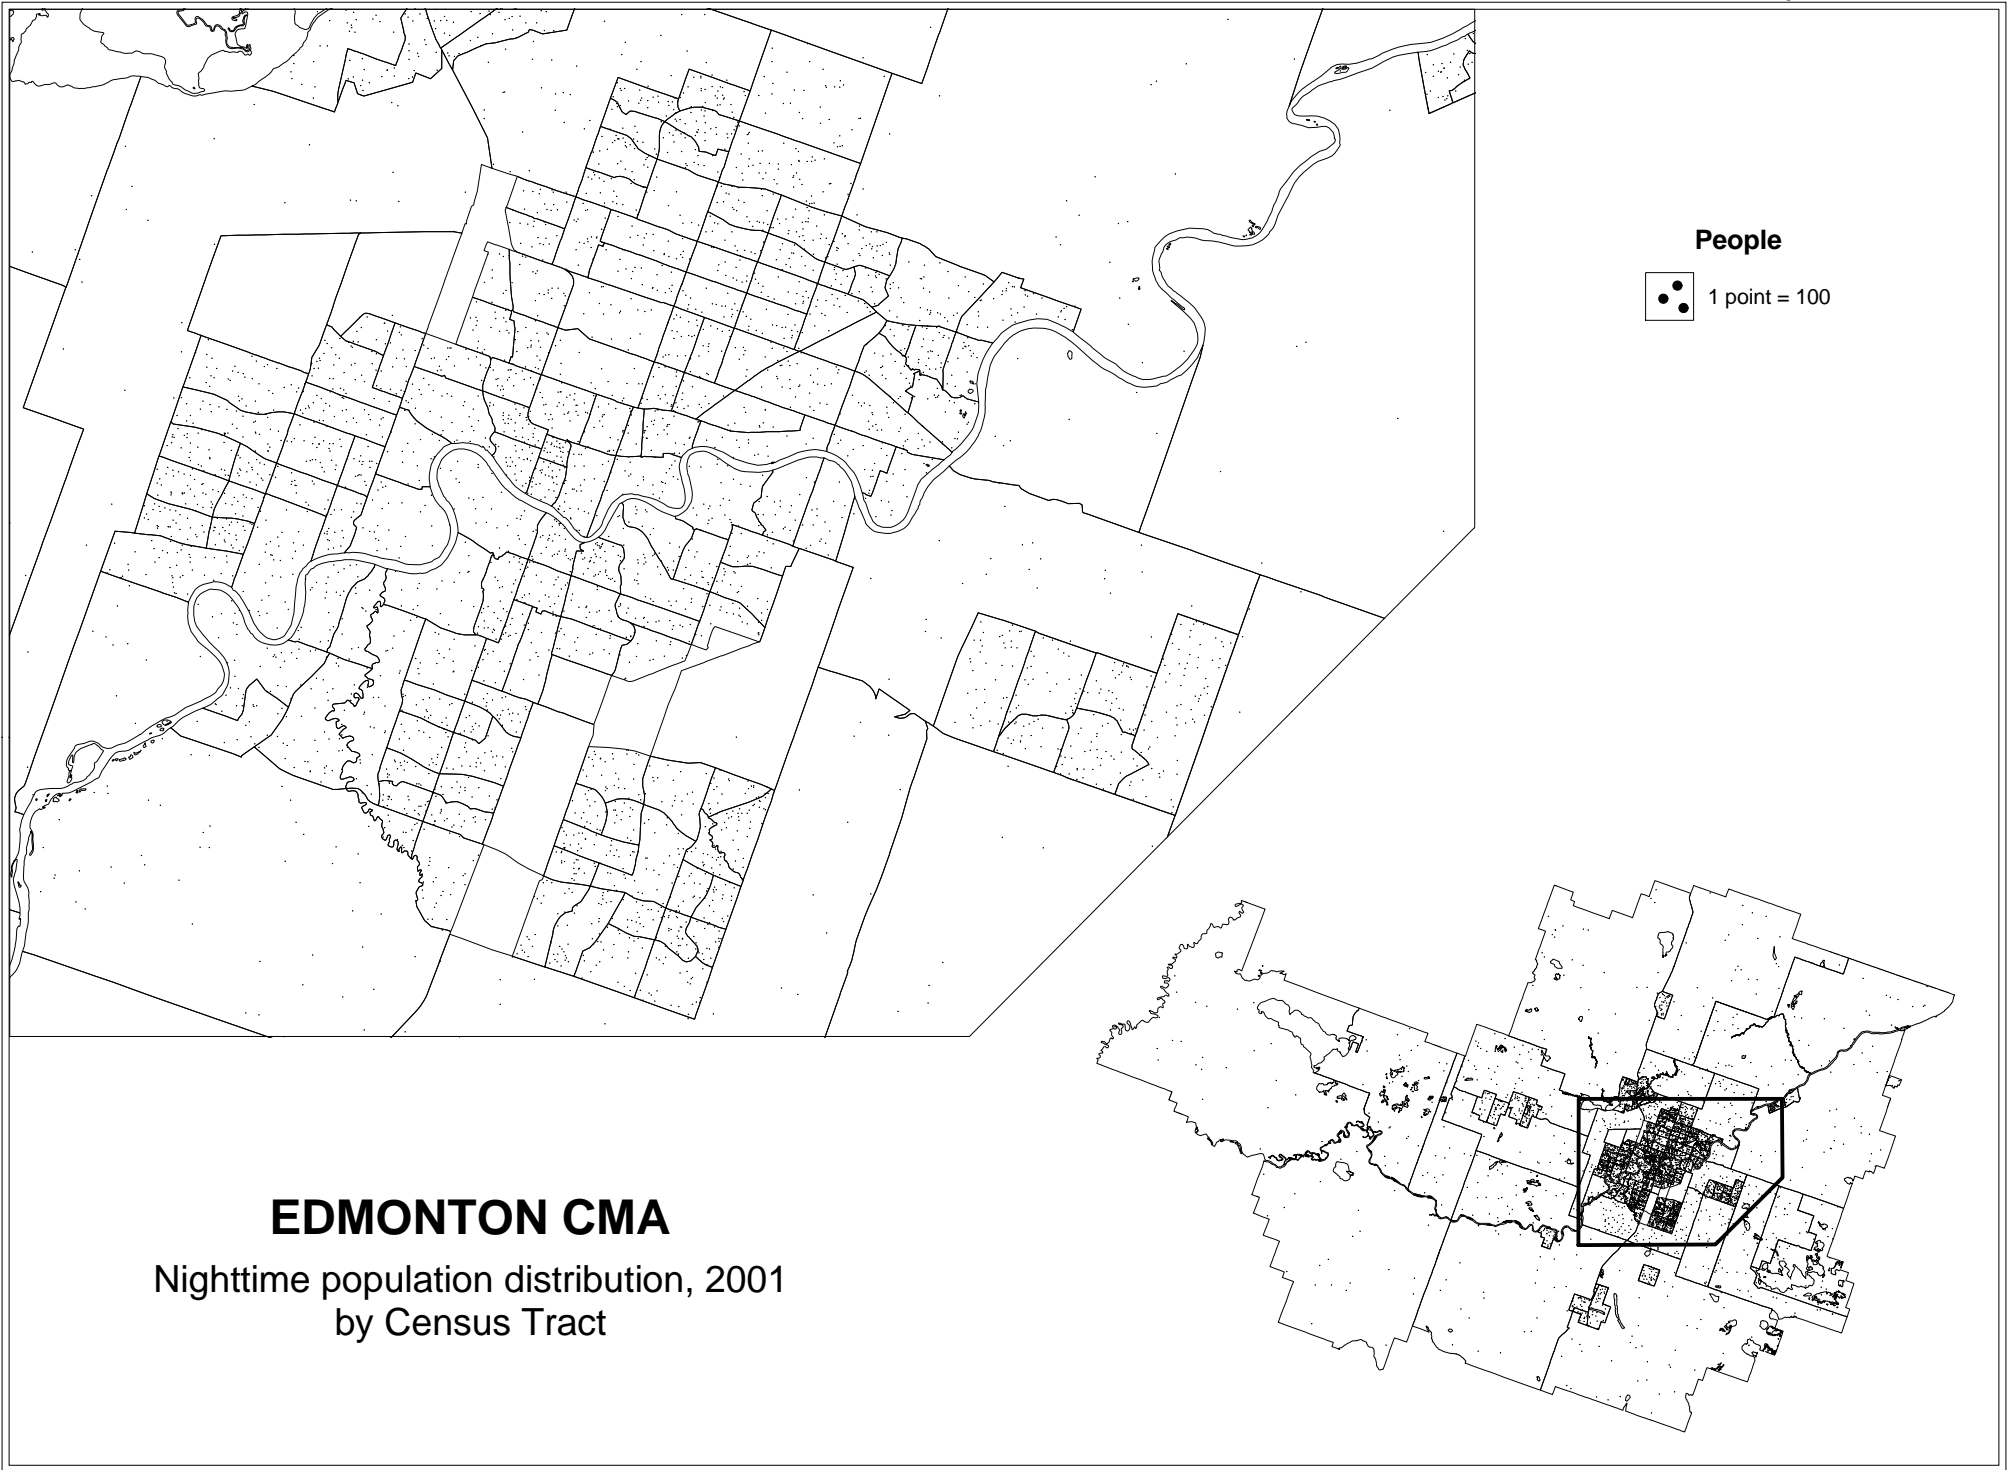 People
1 point = 100
EDMONTON CMA
Nighttime population distribution, 2001
by Census Tract